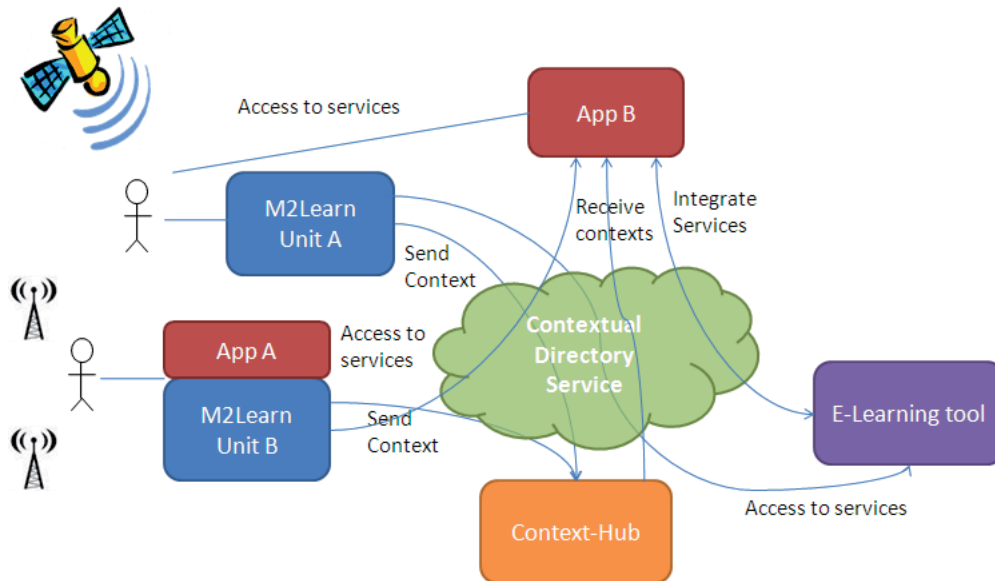 Access to services
App B
M2Learn
Unit A
Receive
contexts
Integrate
Services
Send
Context
App A
Access to
services
Contextual
Directory
Service
M2Learn
Unit B
Send
Context
E-Learning tool
Context-Hub
Access to services